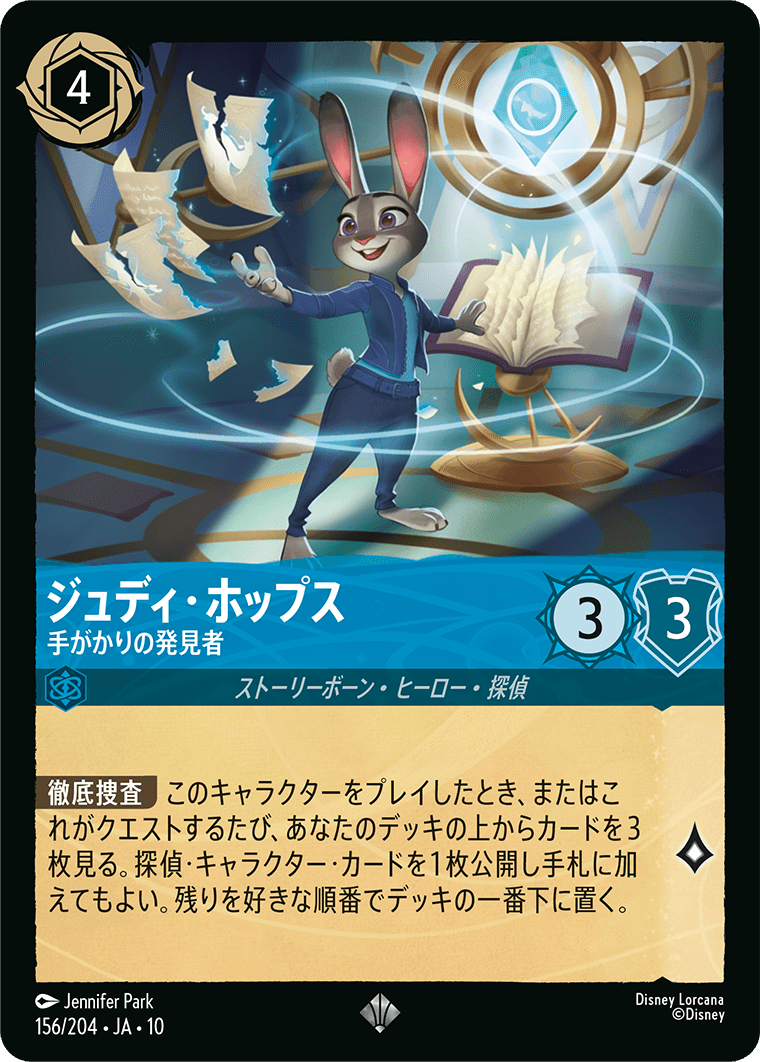 4
ジュディ・ホップス
手がかりの発見者
3
3
ストーリーボーン・ヒーロー・探偵
徹底捜査 このキャラクターをプレイしたとき、またはこ
れがクエストするたび、あなたのデッキの上からカードを3
枚見る。探偵・キャラクター・カードを1枚公開し手札に加
えてもよい。残りを好きな順番でデッキの一番下に置く。
Jennifer Park
156/204・JA・10
Disney Lorcana
©Disney